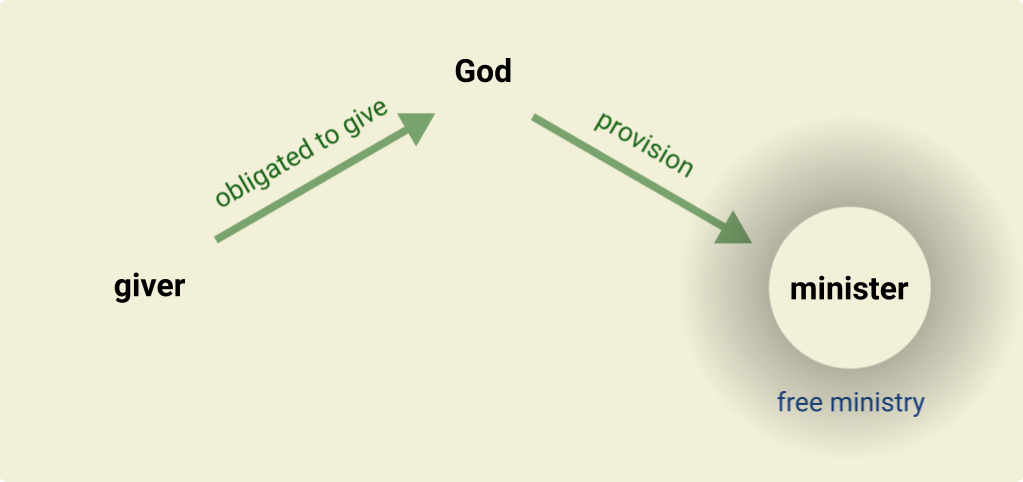 God
obligated to give
provision
giver
minister
free ministry